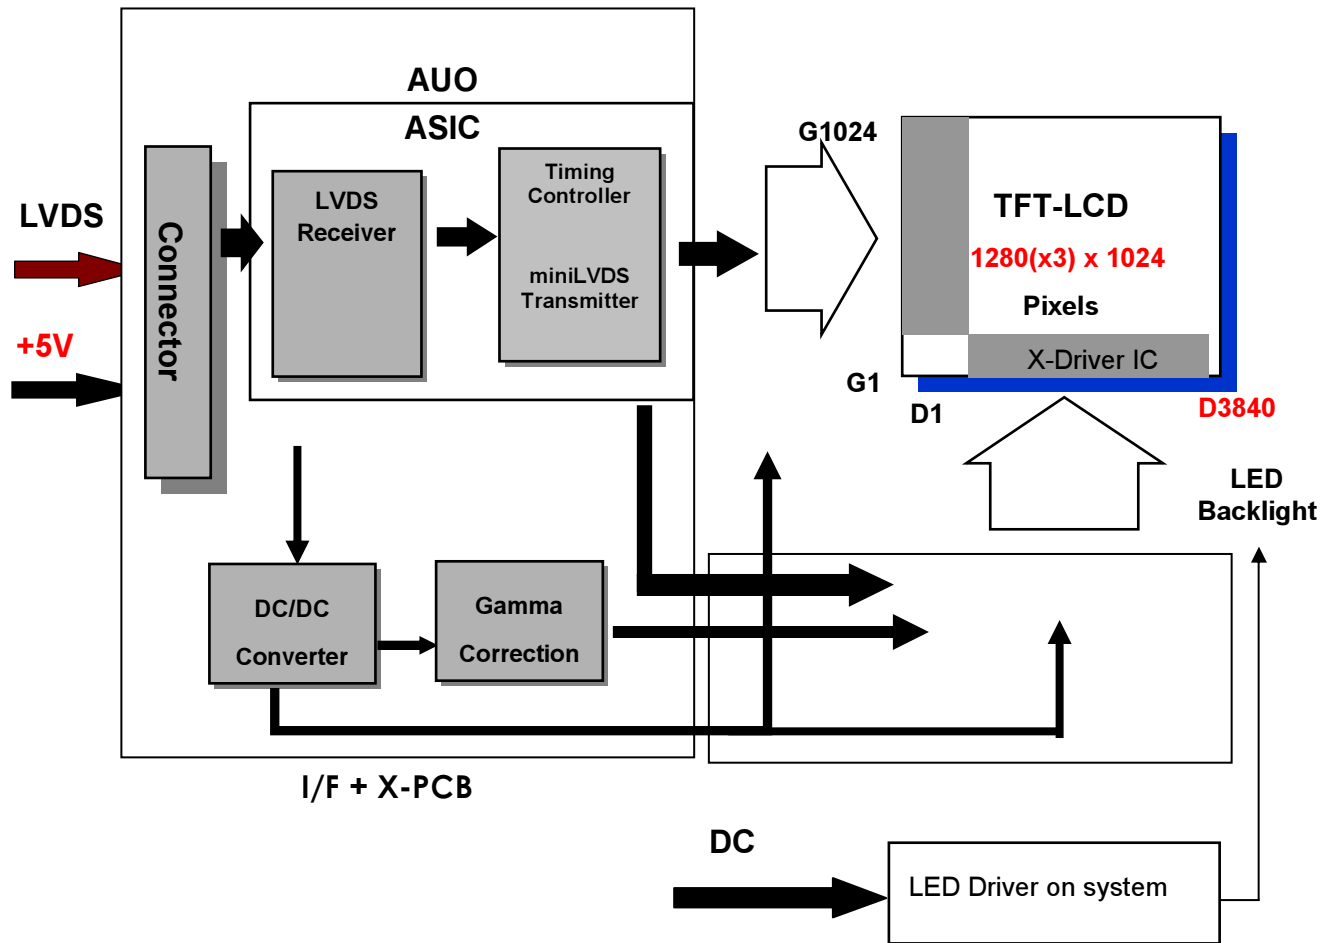 AUO
ASIC
G1024
LVDS
Connector
LVDS
Receiver
Timing
Controller
miniLVDS
Transmitter
TFT-LCD
1280(x3) x 1024
Pixels
+5V
X-Driver IC
G1
D1
D3840
LED
Backlight
DC/DC
Converter
Gamma
Correction
I/F + X-PCB
DC
LED Driver on system